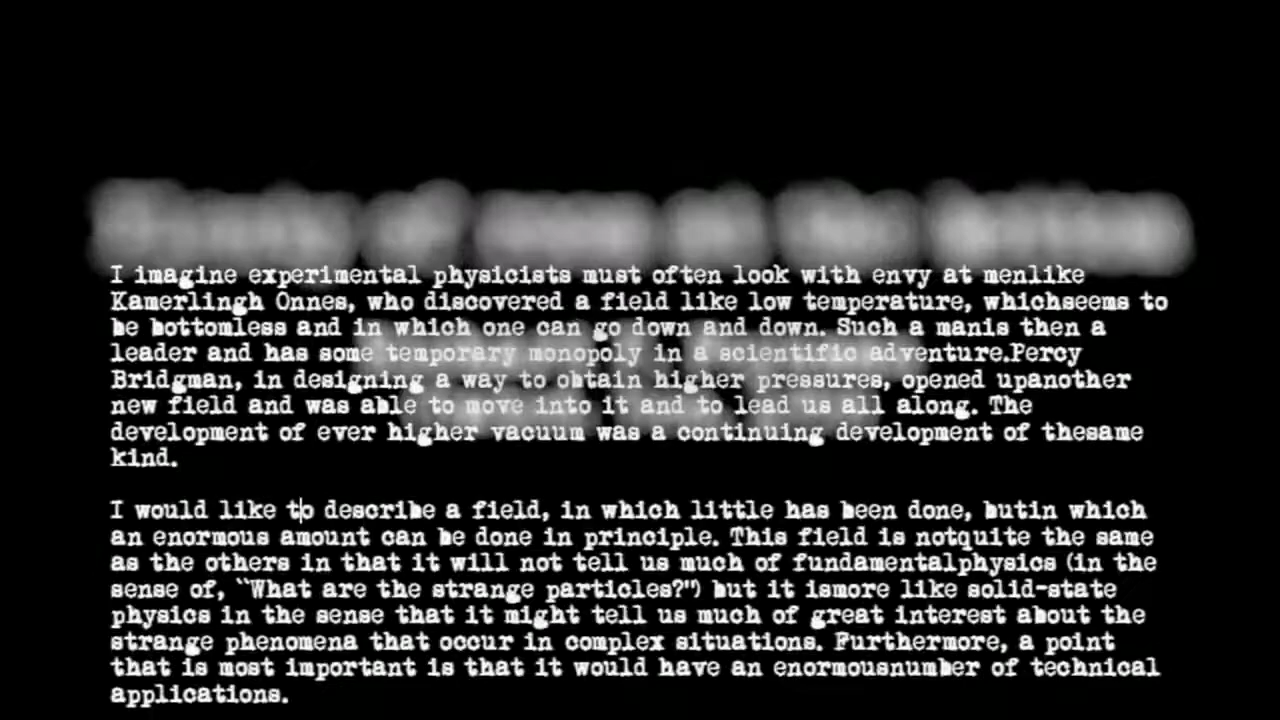 I imagine experimental physicists must often look with envy at menlike
Kamerlingh Onnes, who discovered a field like low temperature, whichseems to
be bottomless and in which one can go down and down. Such a manis then a
leader and has some temporary monopoly in a scientific adventure.Percy
Bridgman, in designing a way to obtain higher pressures, opened upanother
new field and was able to move into it and to lead us all along. The
development of ever higher vacuum was a continuing development of thesame
kind.
I would like to describe a field, in which little has been done, butin which
an enormous amount can be done in principle. This field is notquite the same
as the others in that it will not tell us much of fundamentalphysics (in the
sense of, ``What are the strange particles?'') but it ismore like solid-state
physics in the sense that it might tell us much of great interest about the
strange phenomena that occur in complex situations. Furthermore, a point
that is most important is that it would have an enormousnumber of technical
applications.